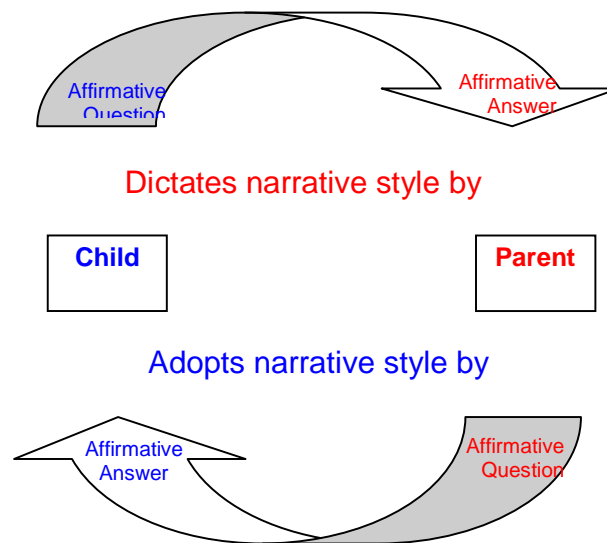 Affirmative
Question
Affirmative
Answer
Dictates narrative style by
Child
Parent
Adopts narrative style by
Affirmative
Answer
Affirmative
Question